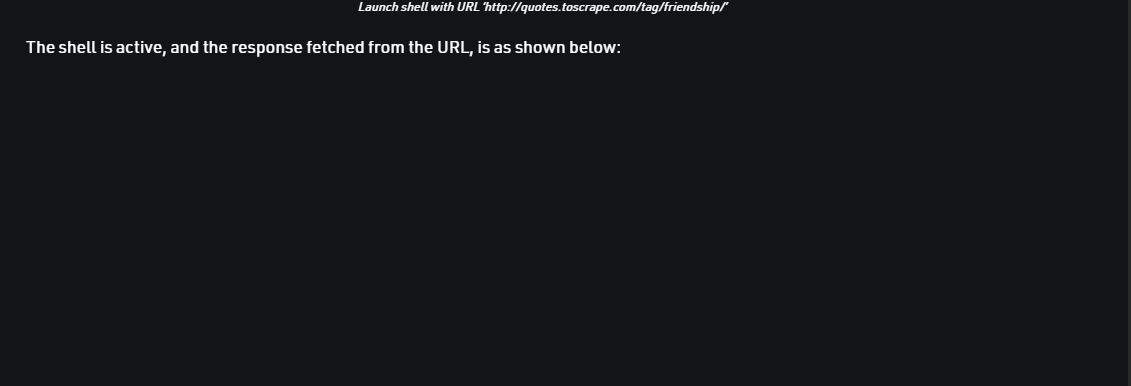 Launch shell with URL ‘http://quotes.toscrape.com/tag/friendship/’
The shell is active, and the response fetched from the URL, is as shown below: